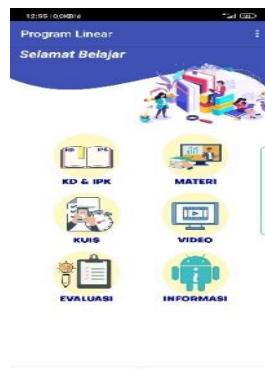 Program Linear
Selamat Belajar
KD & IPK
MATERI
KUIS
VIDEO
EVALUASI
INFORMASI